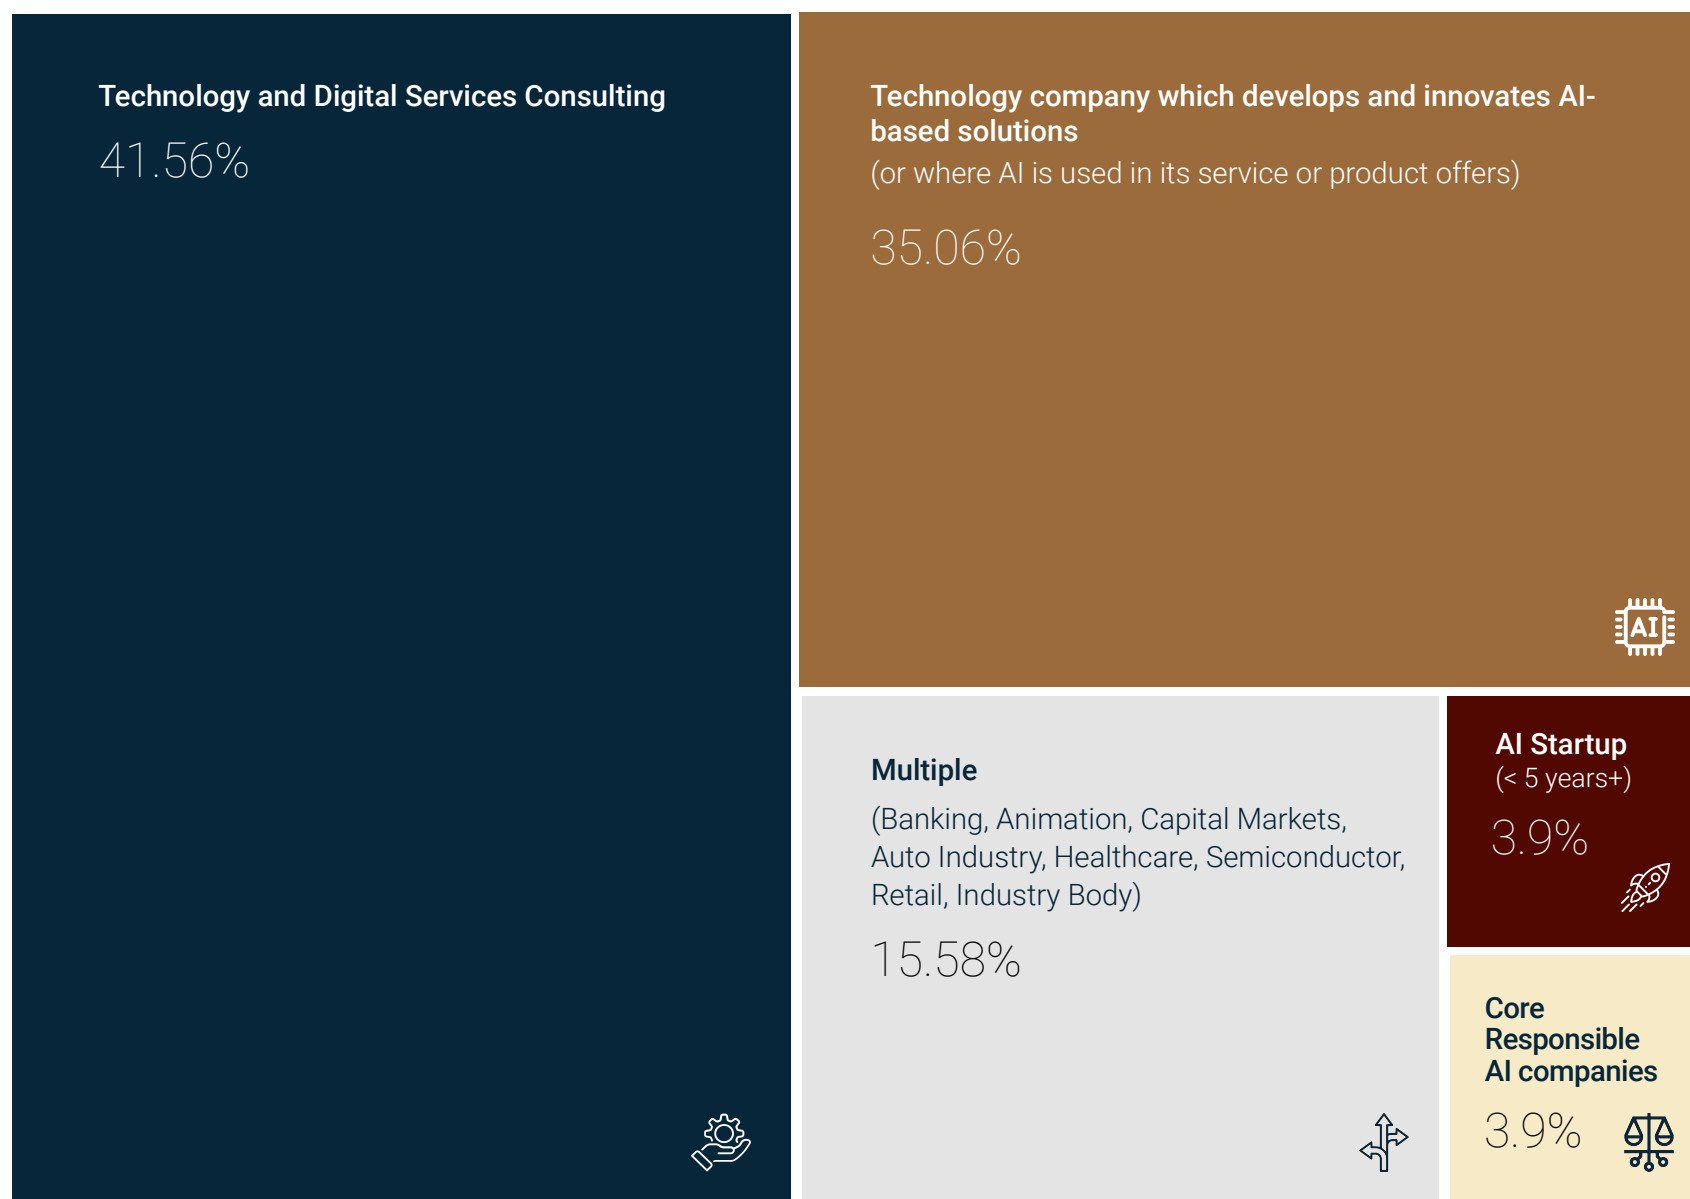 Technology and Digital Services Consulting
41.56%
Technology company which develops and innovates AI-
based solutions
(or where AI is used in its service or product offers)
35.06%
AI
Multiple
(Banking, Animation, Capital Markets,
Auto Industry, Healthcare, Semiconductor,
Retail, Industry Body)
15.58%
AI Startup
(< 5 years+)
3.9%
Core
Responsible
AI companies
3.9%